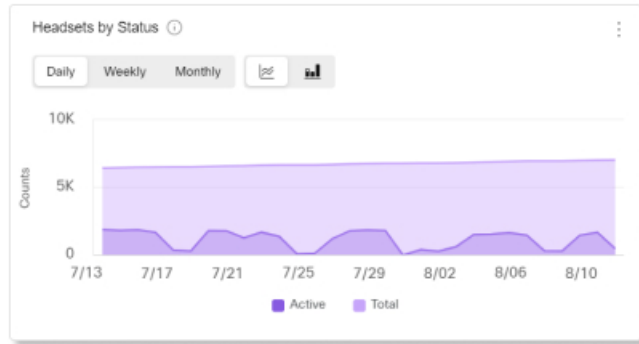 Headsets by Status
Daily Weekly Monthly
10K
5K
0
Counts
7/13 7/17 7/21 7/25 7/29 8/02 8/06 8/10
Active Total